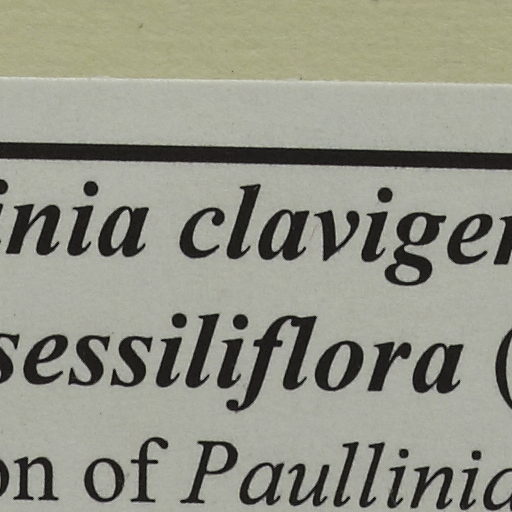 inia claviger
sessiliflora (
on of Paullinia